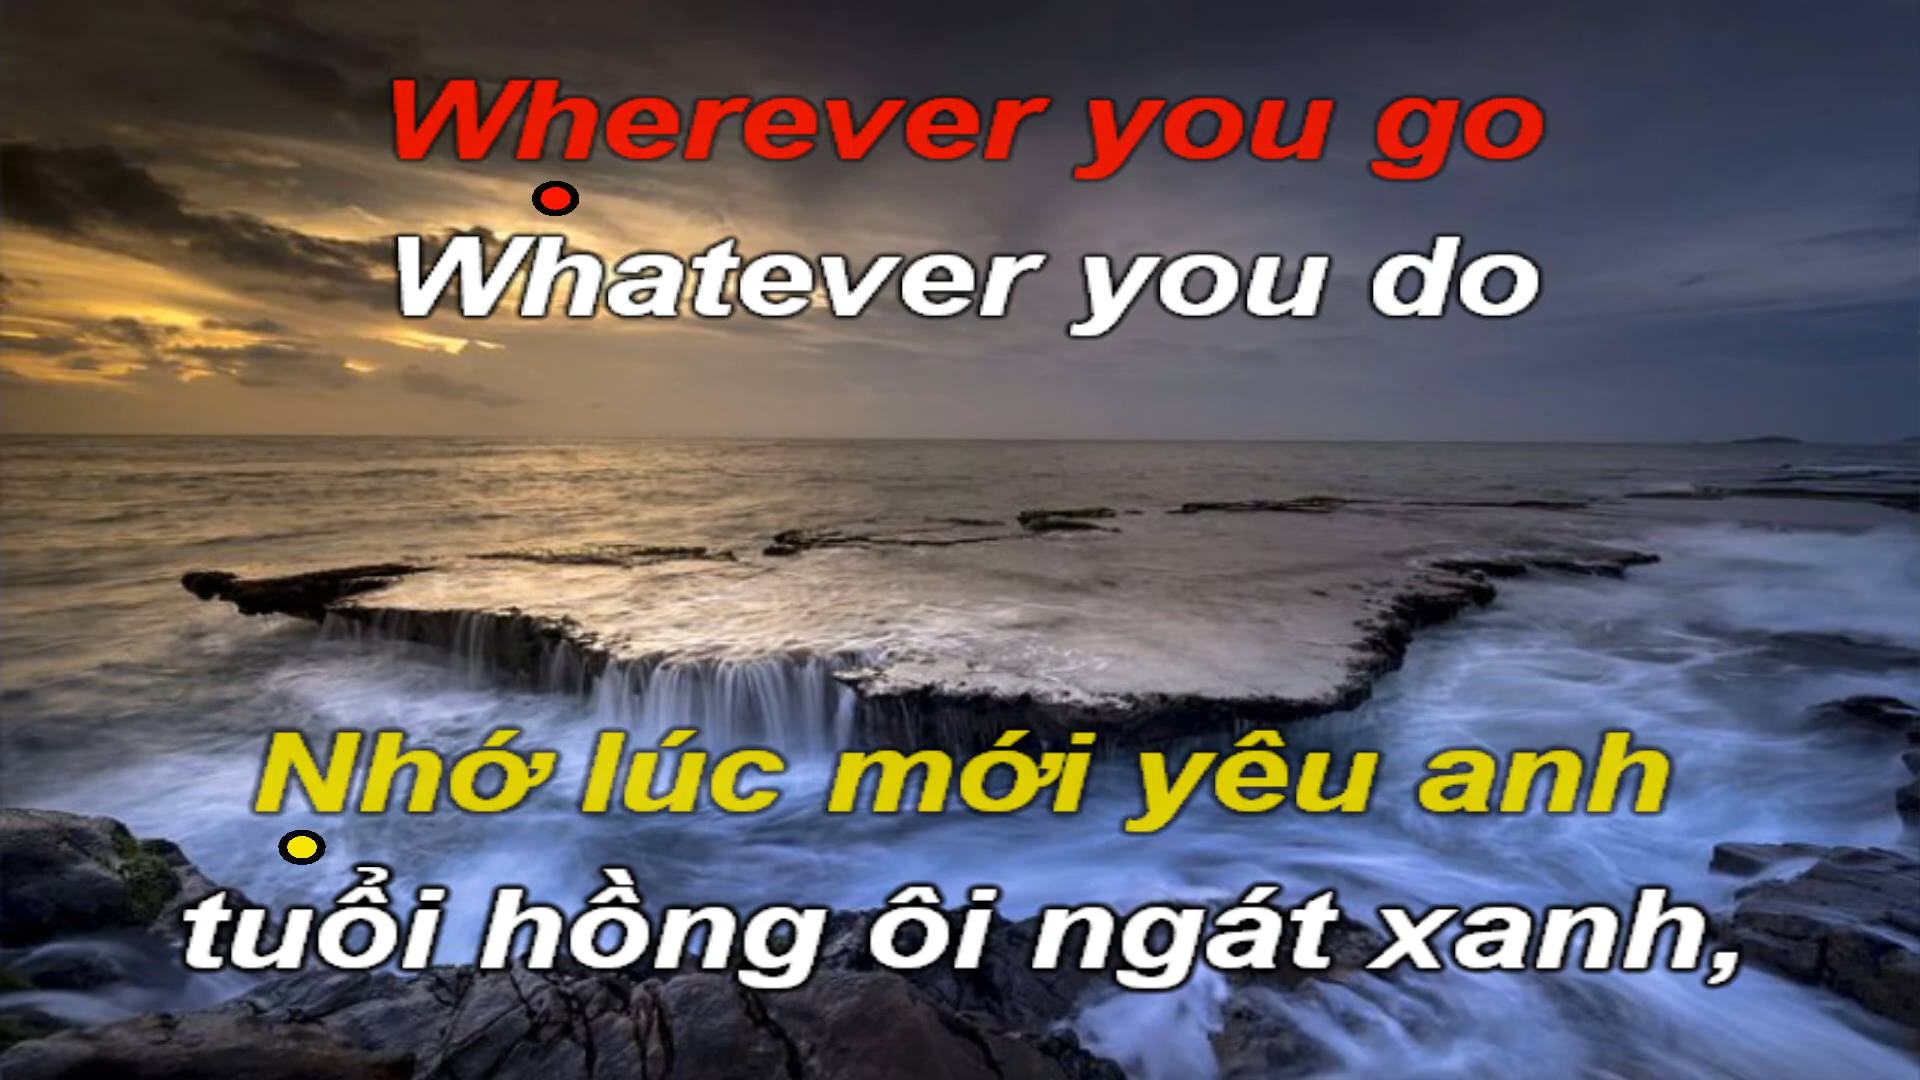 Wherever you go
Whatever you do
Nhớ lúc mới yêu anh
tuổi hồng ôi ngát xanh,